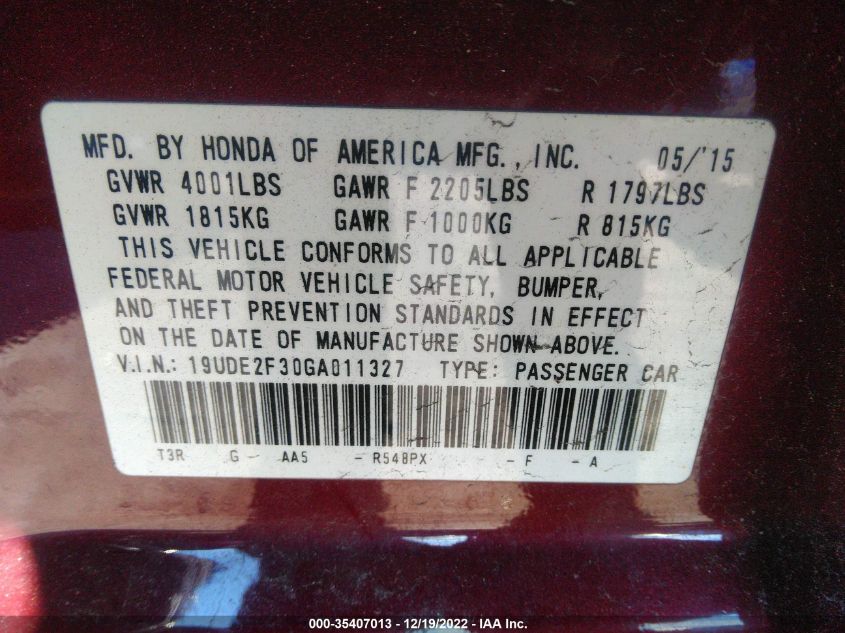 MFD. BY HONDA OF AMERICA MFG., INC. 05/'15
GVWR 4001LBS GAWR F 2205LBS R 1797LBS
GVWR 1815KG GAWR F 1000KG R 815KG
THIS VEHICLE CONFORMS TO ALL APPLICABLE
FEDERAL MOTOR VEHICLE SAFETY, BUMPER,
AND THEFT PREVENTION STANDARDS IN EFFECT
ON THE DATE OF MANUFACTURE SHOWN ABOVE.
V.I.N.: 19UDE2F30GA011327 TYPE: PASSENGER CAR
T3R G - AA5 - R548PX - F - A
000-35407013 - 12/19/2022 - IAA Inc.